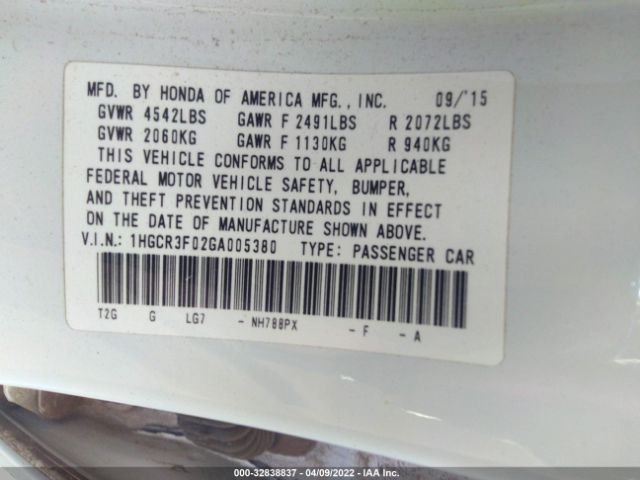 MFD. BY HONDA OF AMERICA MFG., INC. 09/'15
GVWR 4542LBS GAWR F 2491LBS R 2072LBS
GVWR 2060KG GAWR F 1130KG R 940KG
THIS VEHICLE CONFORMS TO ALL APPLICABLE
FEDERAL MOTOR VEHICLE SAFETY, BUMPER,
AND THEFT PREVENTION STANDARDS IN EFFECT
ON THE DATE OF MANUFACTURE SHOWN ABOVE.
V.I.N.: 1HGCR3F02GA005380 TYPE: PASSENGER CAR
T2G G LG7 - NH788PX - F - A
000-32838837 - 04/09/2022 - IAA Inc.